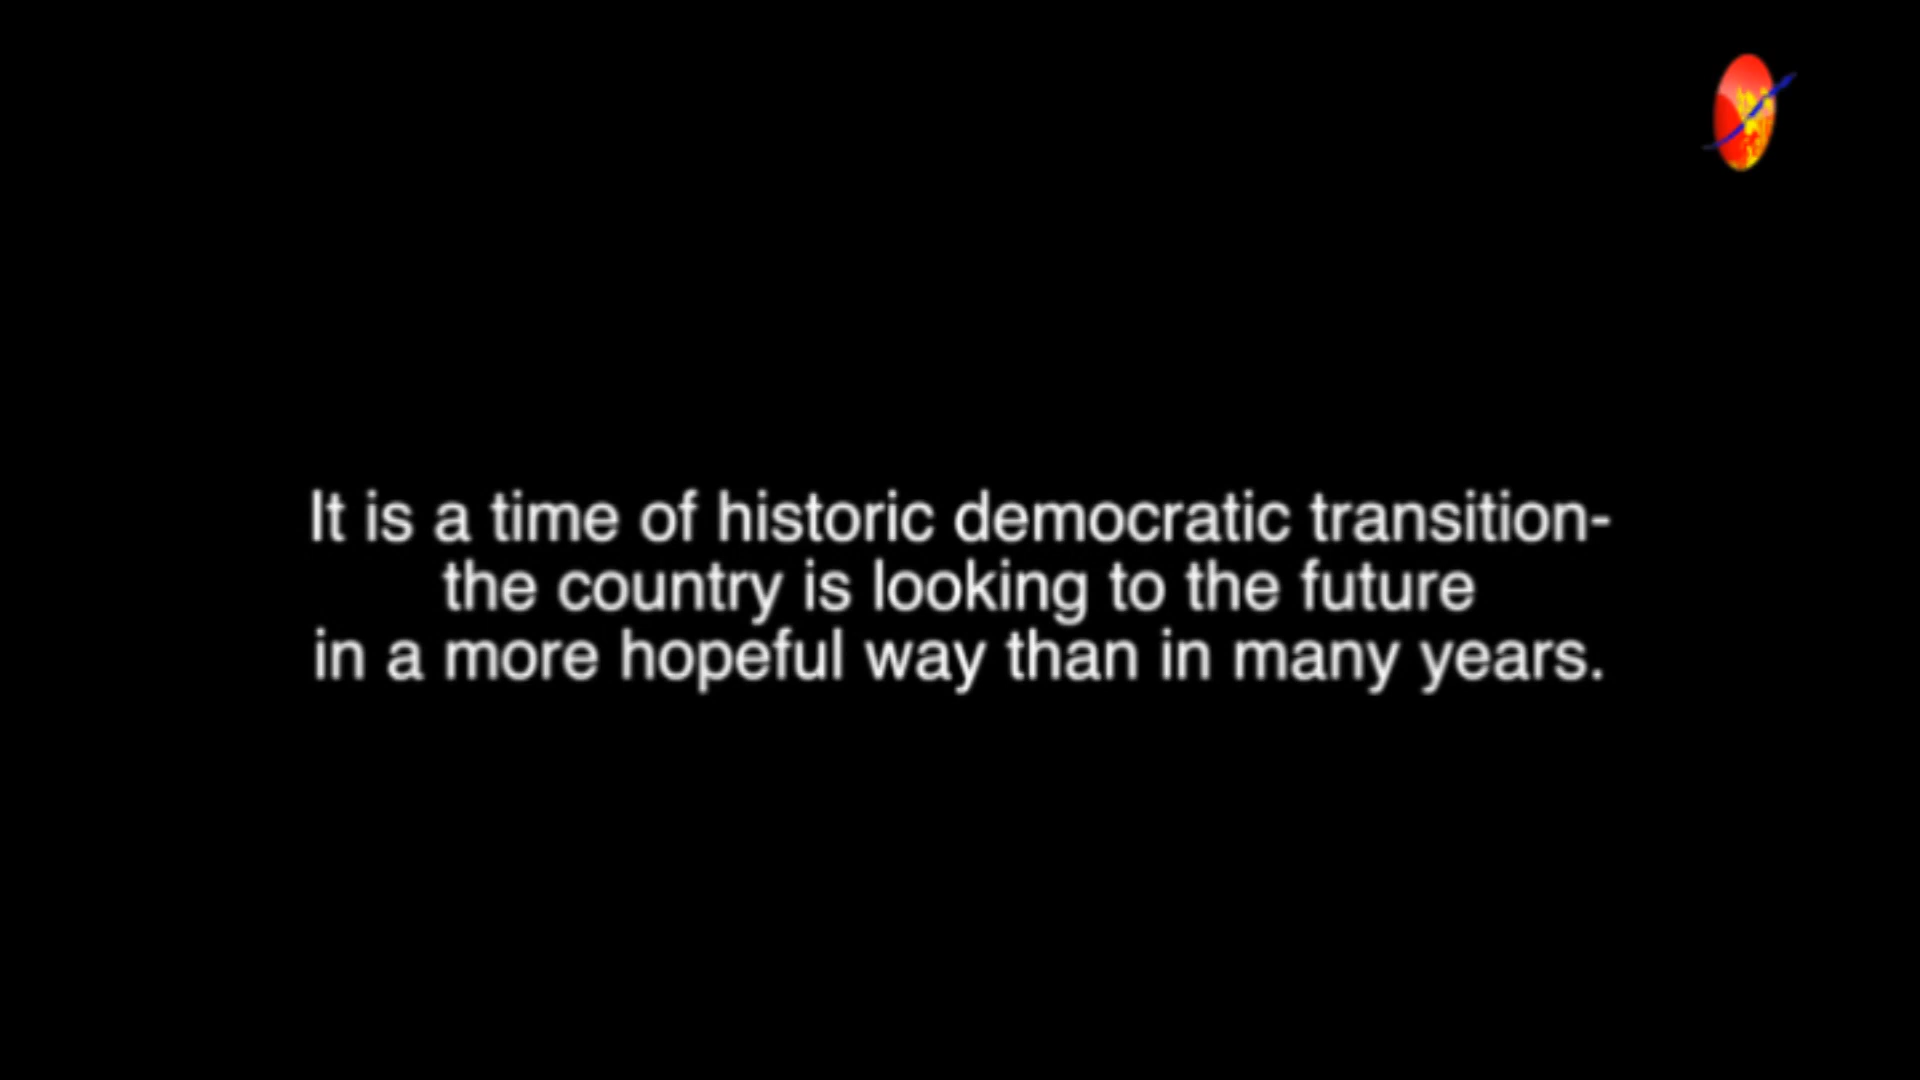 It is a time of historic democratic transition-
the country is looking to the future
in a more hopeful way than in many years.